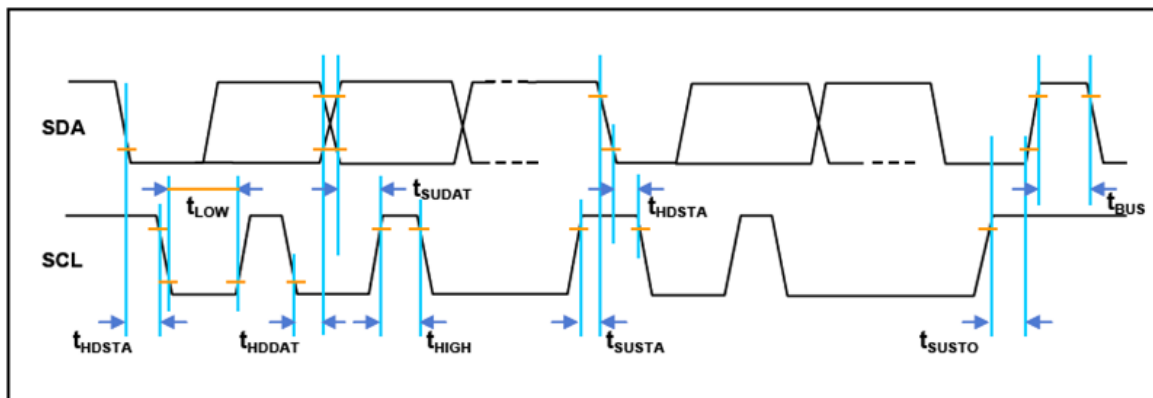 SDA
tSUDAT
tLOW
tHDSTA
tBUS
SCL
tHDSTA
tHDDAT
tHIGH
tSUSTA
tSUSTO